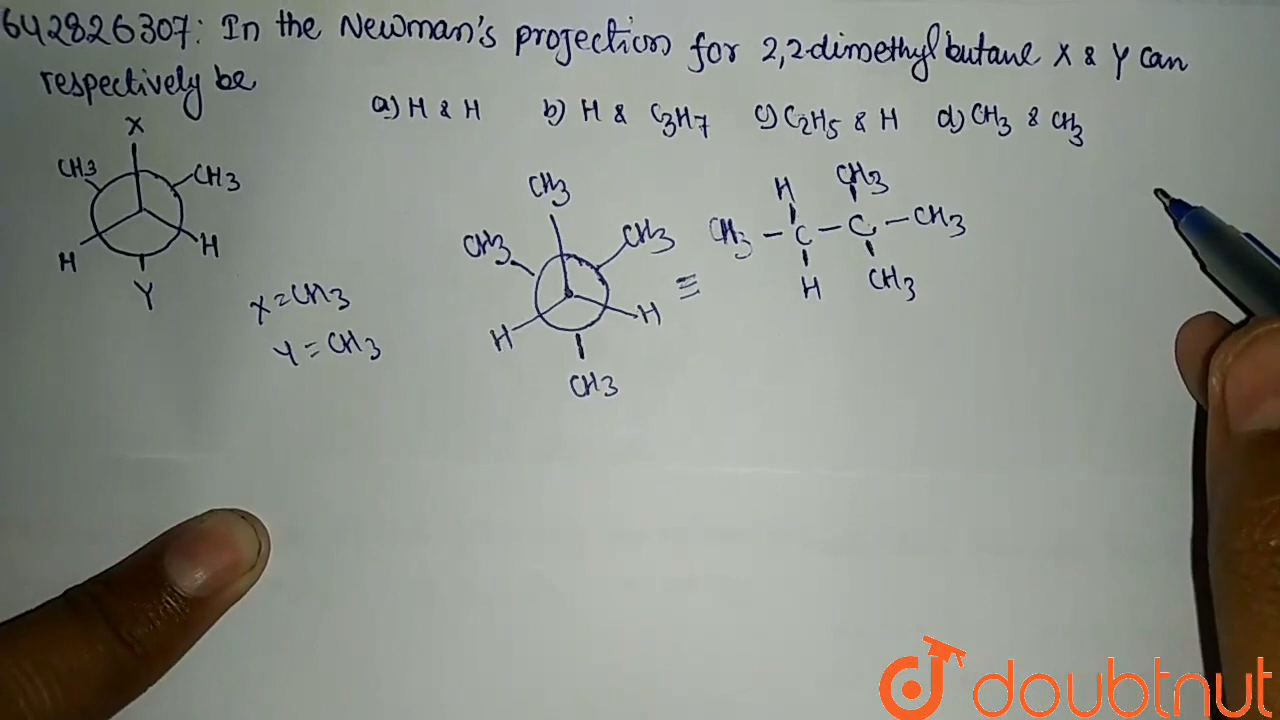 642826307: In the Newman's projection for 2,2-dimethylbutane X & Y can
respectively be
a) H & H b) H & C3H7 c) C2H5 & H d) CH3 & CH3
X
CH3 CH3
H H
Y
X=CH3
Y=CH3
CH3
CH3 CH3
H H
CH3
≡
H CH3
CH3 - C - C - CH3
H CH3
doubtnut